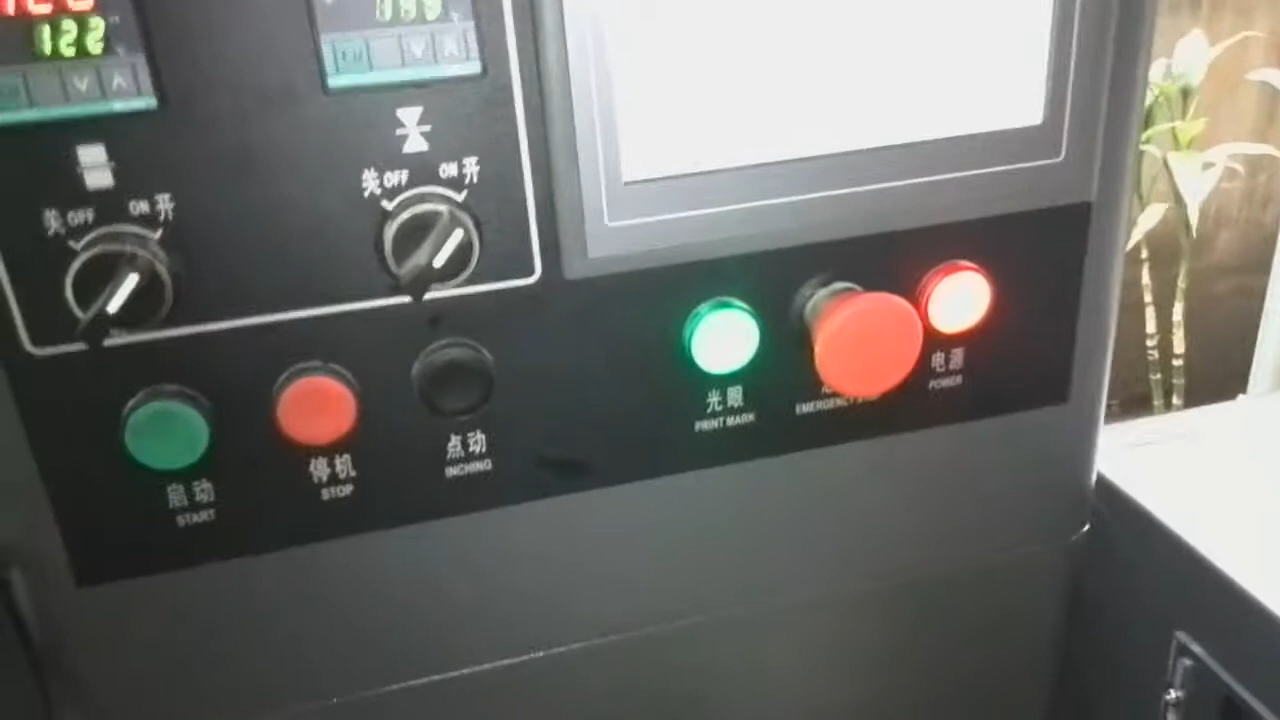 122
关 OFF ON 开
关 OFF ON 开
启动
START
停机
STOP
点动
INCHING
光眼
PRINT MARK
EMERGENCY
电源
POWER